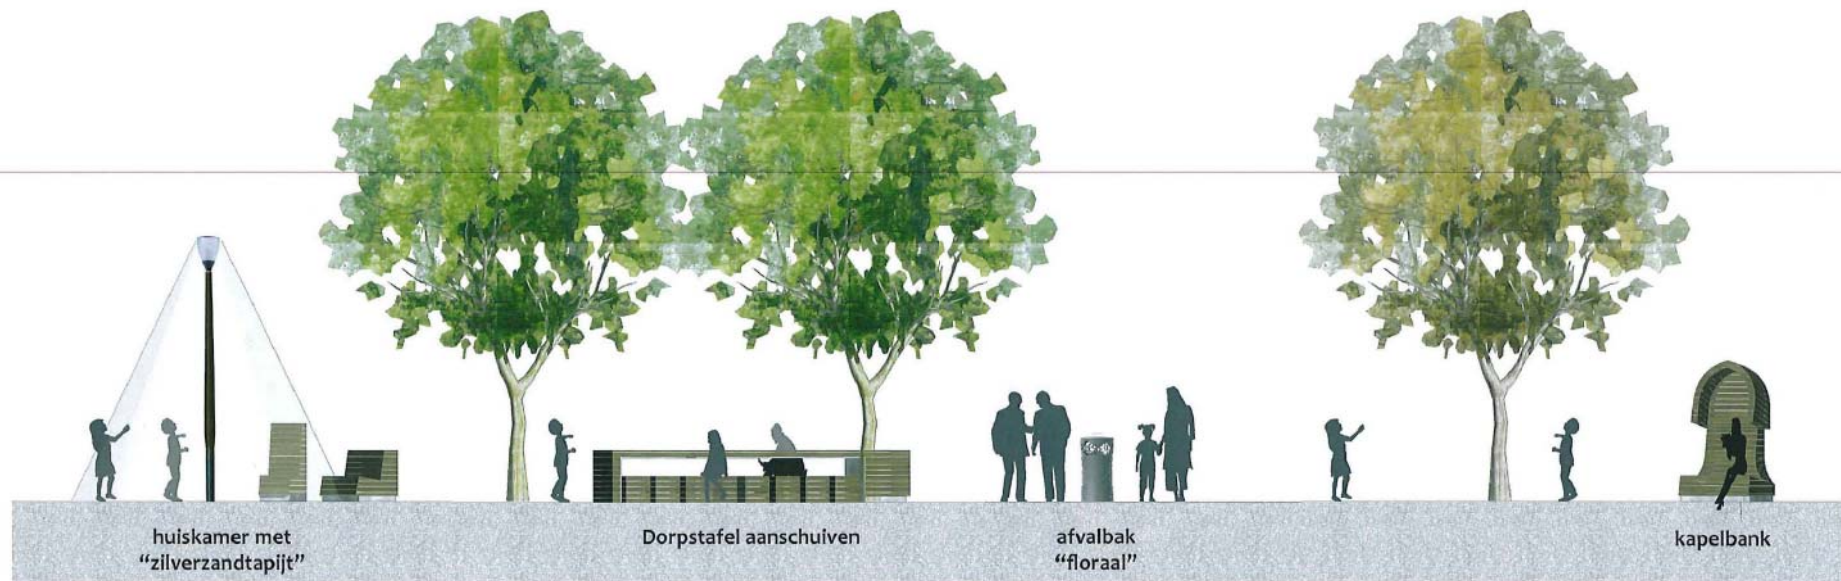 huiskamer met
“zilverzandtapijt”
Dorpstafel aanschuiven
afvalbak
“floraal”
kapelbank